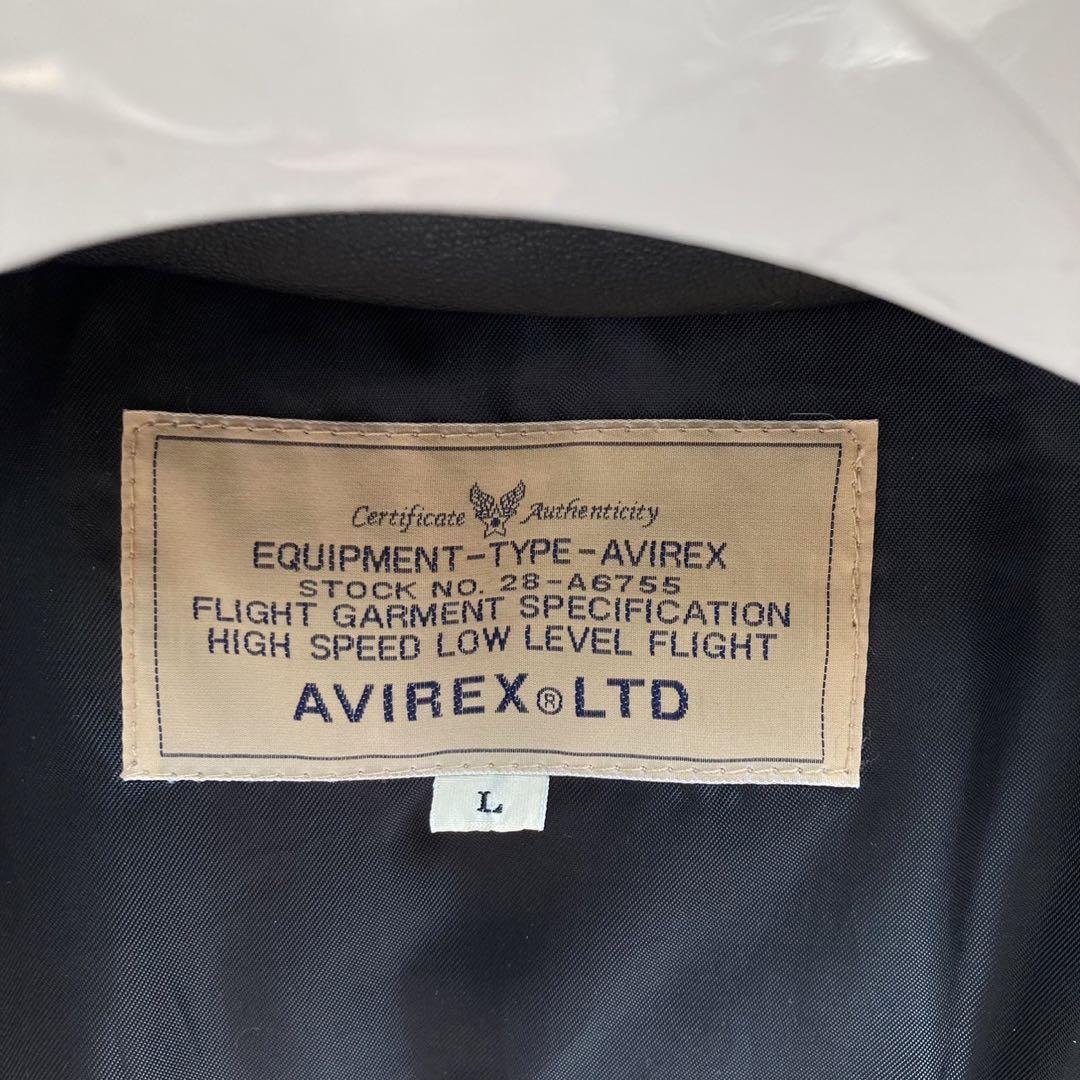 Certificate Authenticity
EQUIPMENT-TYPE-AVIREX
STOCK NO. 28-A6755
FLIGHT GARMENT SPECIFICATION
HIGH SPEED LOW LEVEL FLIGHT
AVIREX® LTD
L